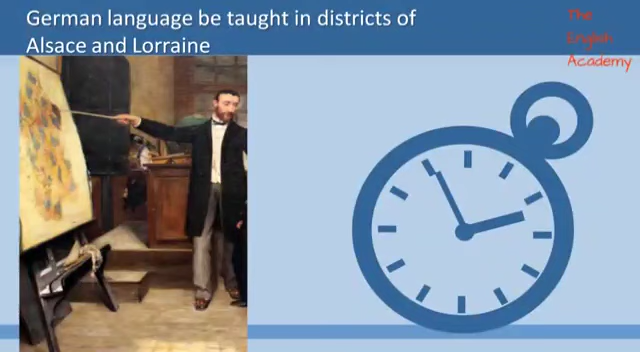 German language be taught in districts of
Alsace and Lorraine
The
English
Academy